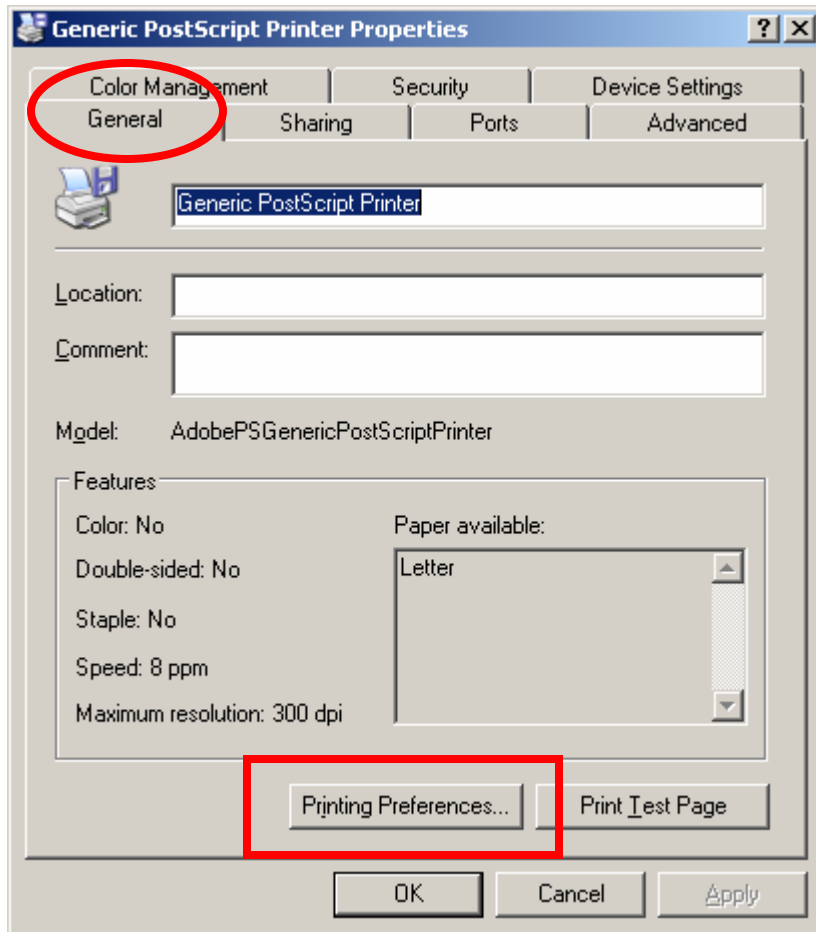 Generic PostScript Printer Properties
Color Management Security Device Settings
General Sharing Ports Advanced
Generic PostScript Printer
Location:
Comment:
Model: AdobePSGenericPostScriptPrinter
Features
Color: No Paper available:
Double-sided: No Letter
Staple: No
Speed: 8 ppm
Maximum resolution: 300 dpi
Printing Preferences... Print Test Page
OK Cancel Apply